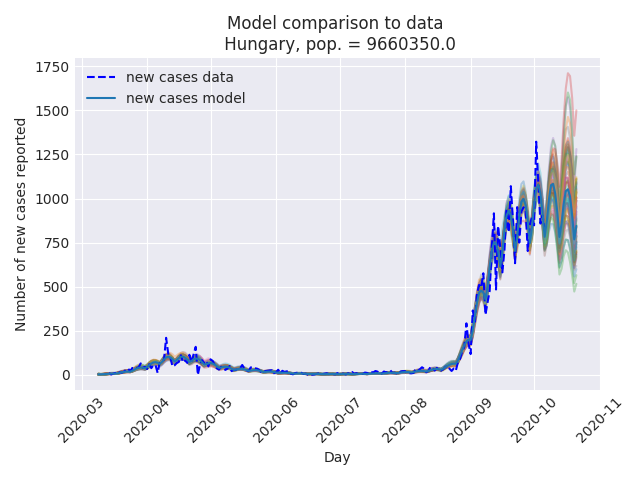 Model comparison to data
Hungary, pop. = 9660350.0
new cases data
new cases model
Number of new cases reported
1750
1500
1250
1000
750
500
250
0
2020-03
2020-04
2020-05
2020-06
2020-07
2020-08
2020-09
2020-10
2020-11
Day